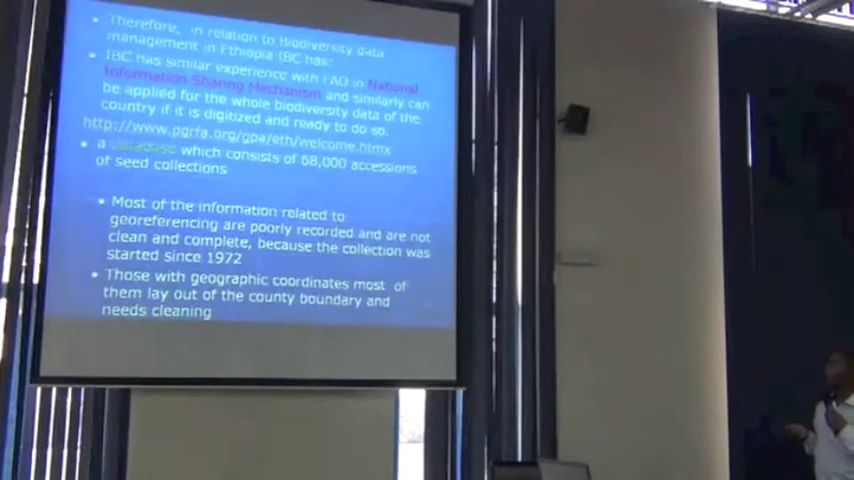 • Therefore, in relation to Biodiversity data
management in Ethiopia IBC has:
• IBC has similar experience with FAO in National
Information Sharing Mechanism and similarly can
be applied for the whole biodiversity data of the
country if it is digitized and ready to do so.
http://www.pgrfa.org/gpa/eth/welcome.htmx
• a Database which consists of 68,000 accessions
of seed collections
• Most of the information related to
georeferencing are poorly recorded and are not
clean and complete, because the collection was
started since 1972
• Those with geographic coordinates most of
them lay out of the county boundary and
needs cleaning